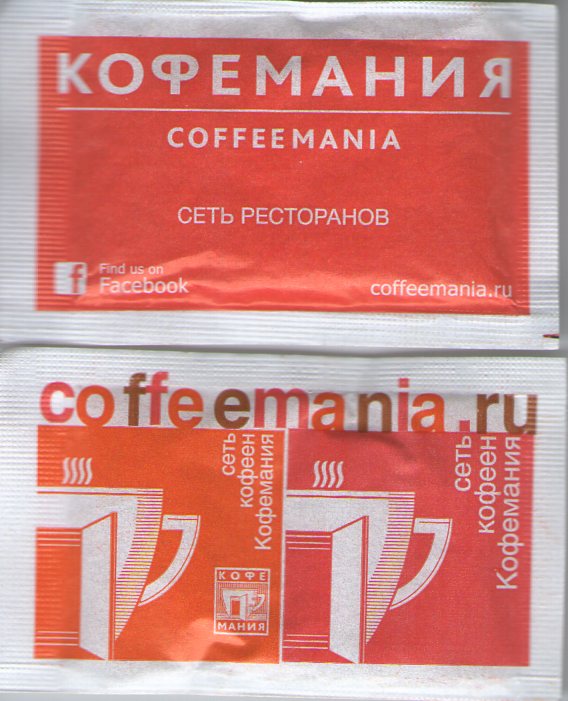 КОФЕМАНИЯ
COFFEEMANIA
СЕТЬ РЕСТОРАНОВ
f
Find us on
Facebook
coffeemania.ru
coffeemania.ru
сеть
кофеен
Кофемания
КОФЕ
МАНИЯ
сеть
кофеен
Кофемания